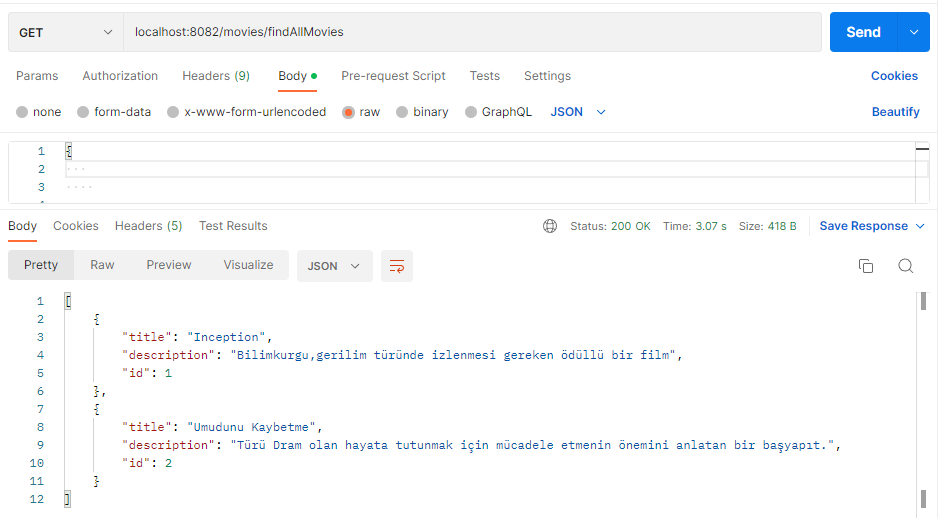 GET localhost:8082/movies/findAllMovies Send
Params Authorization Headers (9) Body Pre-request Script Tests Settings Cookies
none form-data x-www-form-urlencoded raw binary GraphQL JSON Beautify
1 {
2
3
Body Cookies Headers (5) Test Results Status: 200 OK Time: 3.07 s Size: 418 B Save Response
Pretty Raw Preview Visualize JSON
1 [
2 {
3 "title": "Inception",
4 "description": "Bilimkurgu,gerilim türünde izlenmesi gereken ödüllü bir film",
5 "id": 1
6 },
7 {
8 "title": "Umudunu Kaybetme",
9 "description": "Türü Dram olan hayata tutunmak için mücadele etmenin önemini anlatan bir başyapıt.",
10 "id": 2
11 }
12 ]